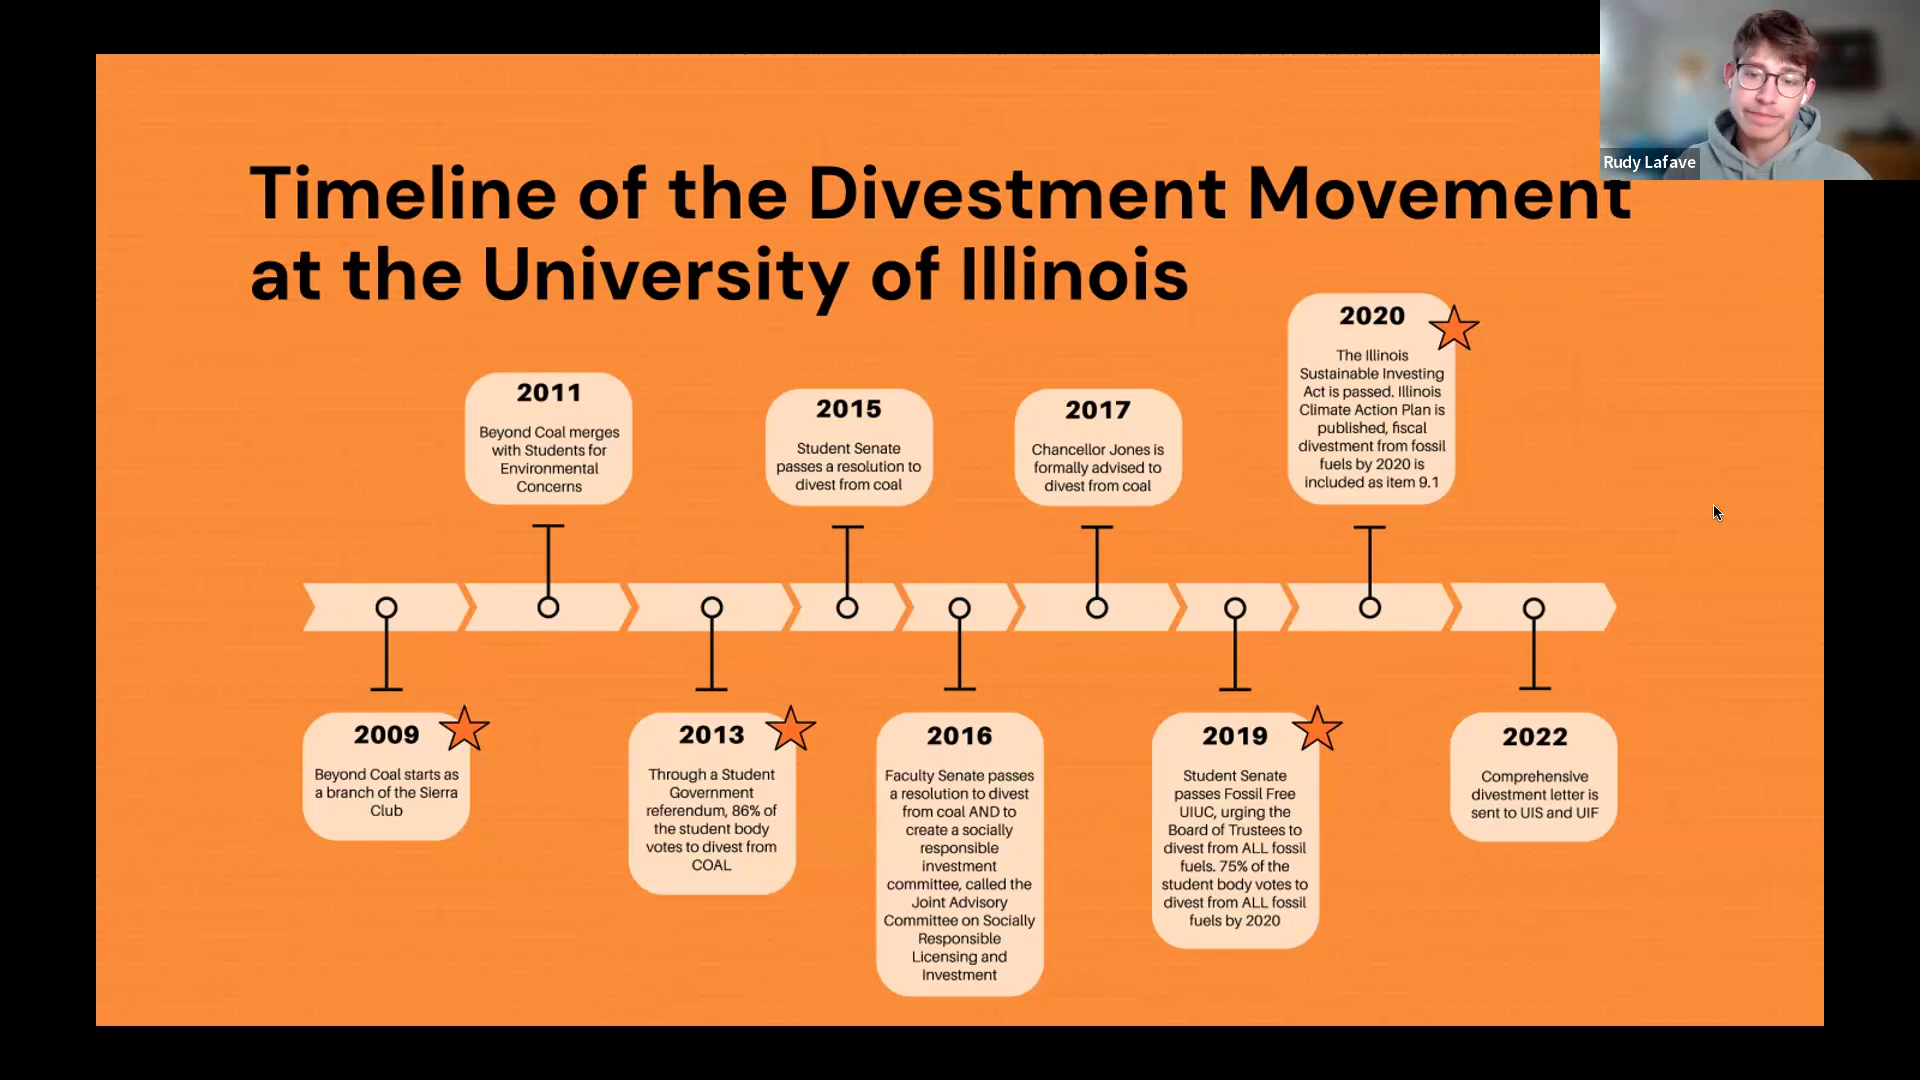 Rudy Lafave
Timeline of the Divestment Movement
at the University of Illinois
2009
Beyond Coal starts as
a branch of the Sierra
Club
2011
Beyond Coal merges
with Students for
Environmental
Concerns
2013
Through a Student
Government
referendum, 86% of
the student body
votes to divest from
COAL
2015
Student Senate
passes a resolution to
divest from coal
2016
Faculty Senate passes
a resolution to divest
from coal AND to
create a socially
responsible
investment
committee, called the
Joint Advisory
Committee on Socially
Responsible
Licensing and
Investment
2017
Chancellor Jones is
formally advised to
divest from coal
2019
Student Senate
passes Fossil Free
UIUC, urging the
Board of Trustees to
divest from ALL fossil
fuels. 75% of the
student body votes to
divest from ALL fossil
fuels by 2020
2020
The Illinois
Sustainable Investing
Act is passed. Illinois
Climate Action Plan is
published, fiscal
divestment from fossil
fuels by 2020 is
included as item 9.1
2022
Comprehensive
divestment letter is
sent to UIS and UIF